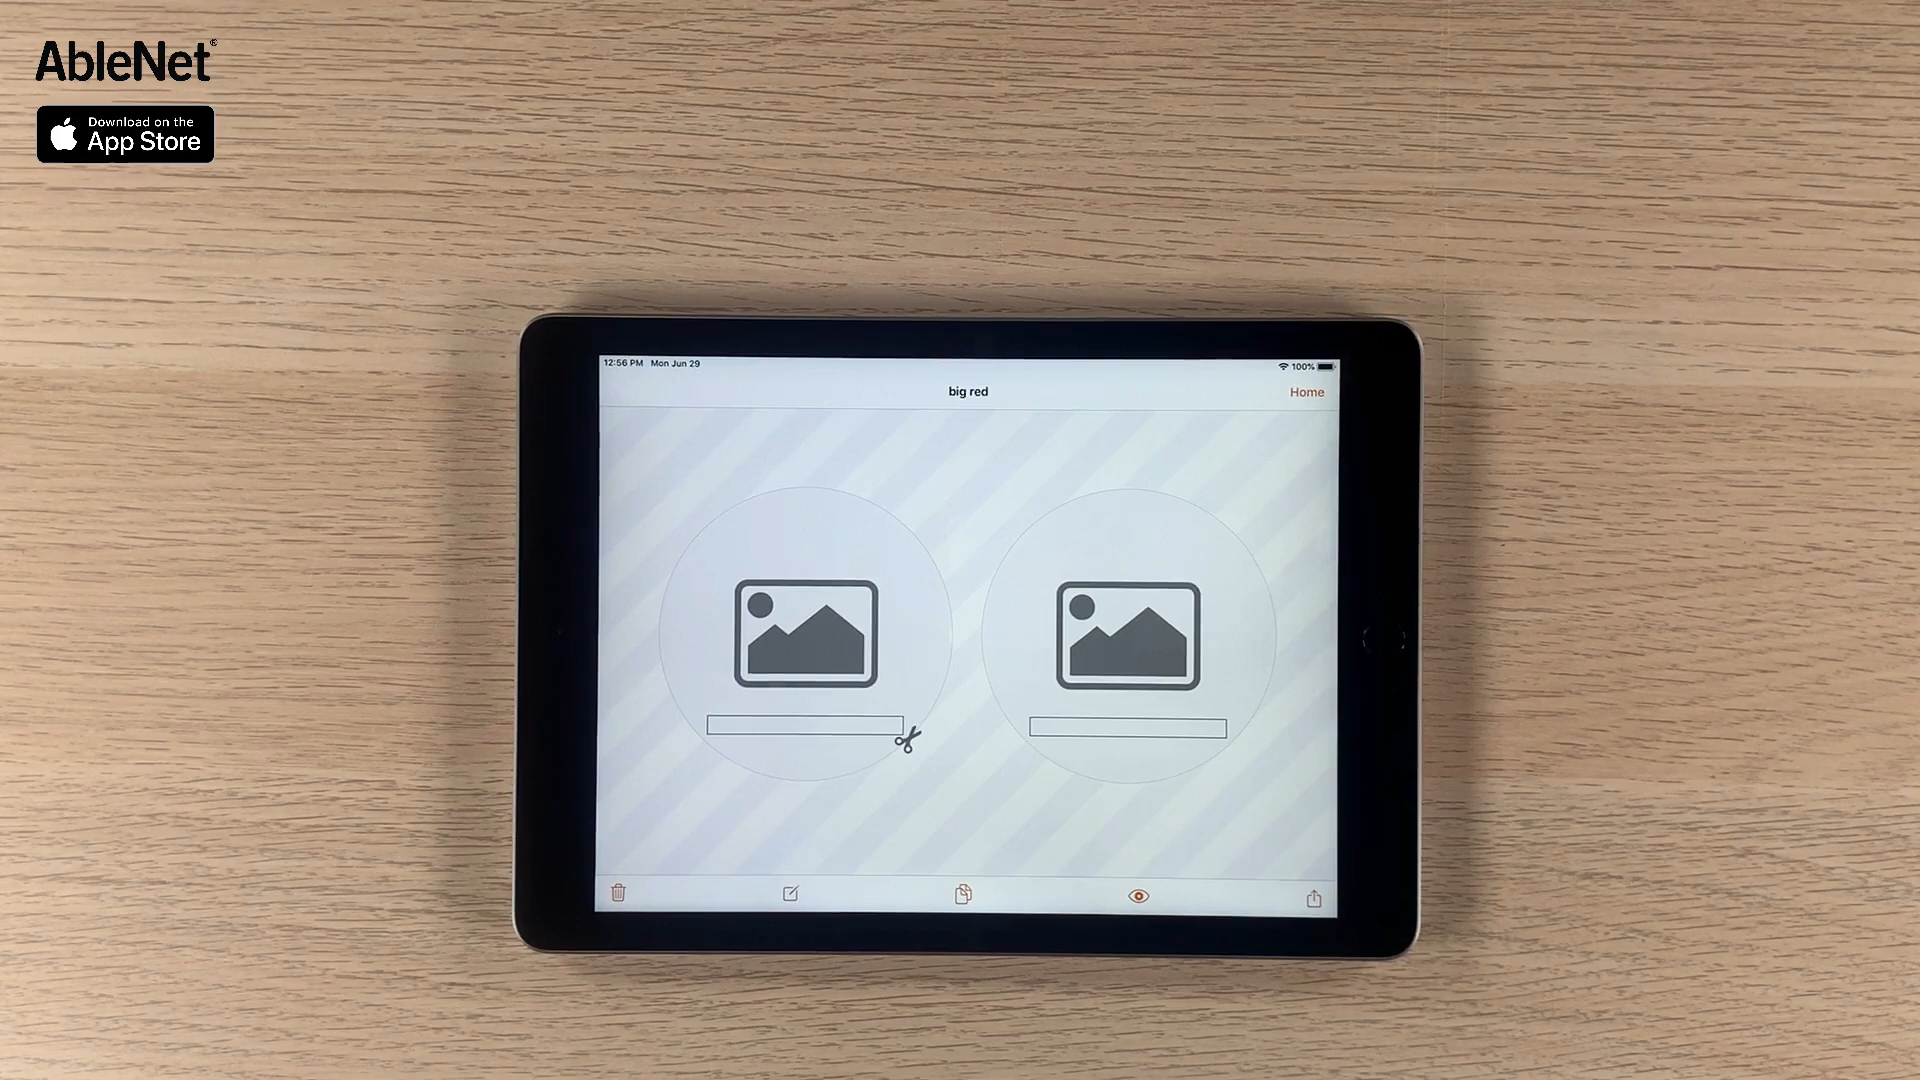 AbleNet®
Download on the
App Store
12:56 PM Mon Jun 29
100%
big red
Home